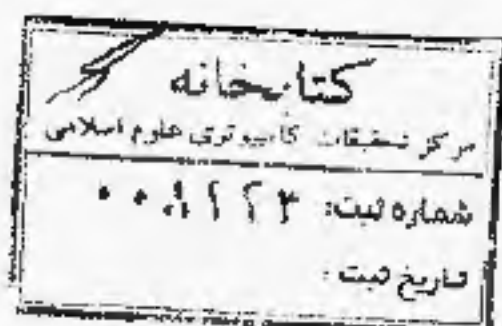 کتابخانه
مرکز تحقیقات کامپیوتری علوم اسلامی
شماره ثبت:
تاریخ ثبت: